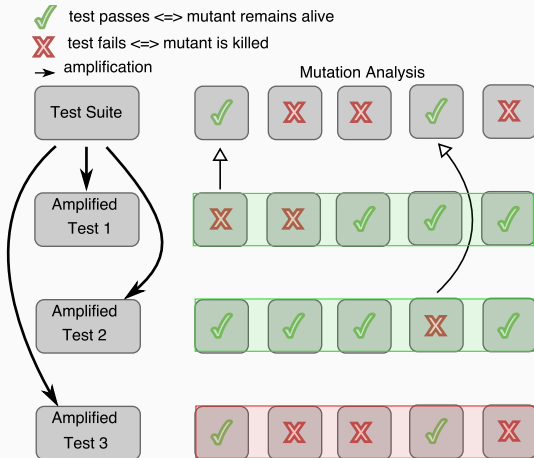 test passes <=> mutant remains alive
test fails <=> mutant is killed
amplification
Mutation Analysis
Test Suite
Amplified
Test 1
Amplified
Test 2
Amplified
Test 3